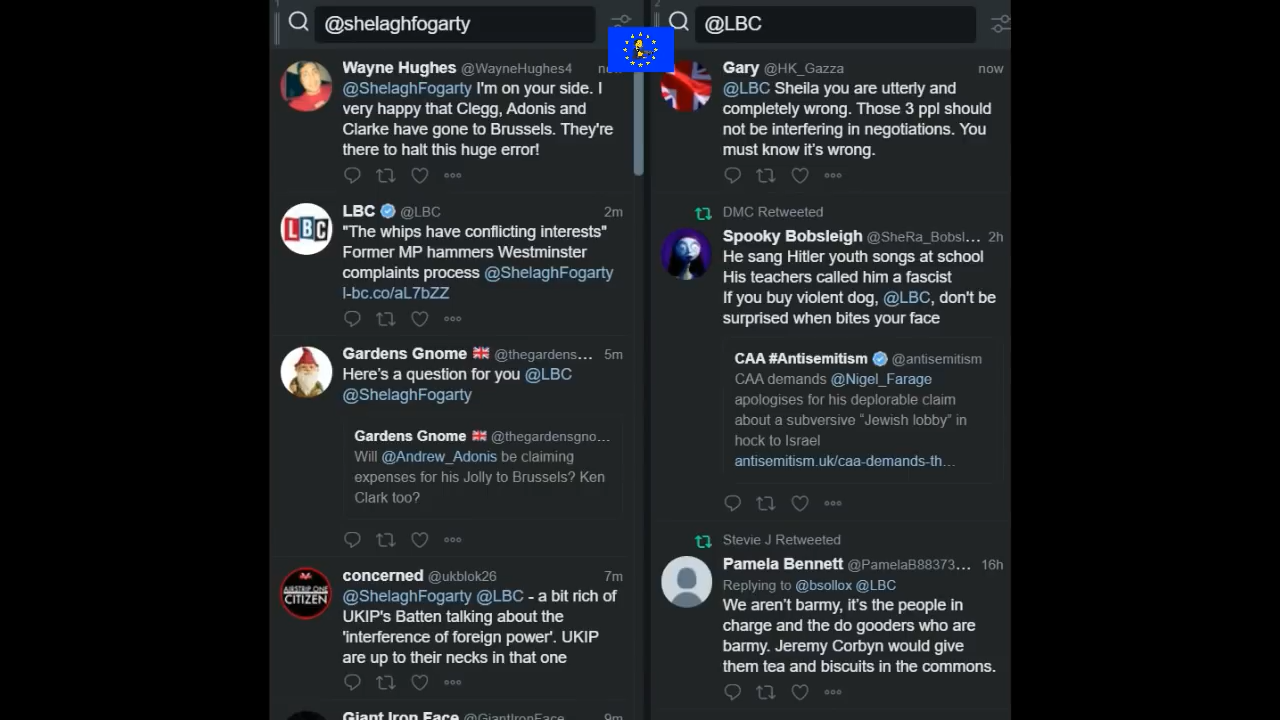 @shelaghfogarty
Wayne Hughes @WayneHughes4
@ShelaghFogarty I'm on your side. I
very happy that Clegg, Adonis and
Clarke have gone to Brussels. They're
there to halt this huge error!
LBC @LBC 2m
"The whips have conflicting interests"
Former MP hammers Westminster
complaints process @ShelaghFogarty
l-bc.co/aL7bZZ
LBC
Gardens Gnome 🇬🇧 @thegardens... 5m
Here's a question for you @LBC
@ShelaghFogarty
Gardens Gnome 🇬🇧 @thegardensgno...
Will @Andrew_Adonis be claiming
expenses for his Jolly to Brussels? Ken
Clark too?
concerned @ukblok26 7m
@ShelaghFogarty @LBC - a bit rich of
UKIP's Batten talking about the
'interference of foreign power'. UKIP
are up to their necks in that one
AIRSTRIP ONE
CITIZEN
Giant Iron Face @GiantIronFace 9m
@LBC
Gary @HK_Gazza now
@LBC Sheila you are utterly and
completely wrong. Those 3 ppl should
not be interfering in negotiations. You
must know it's wrong.
DMC Retweeted
Spooky Bobsleigh @SheRa_Bobsl... 2h
He sang Hitler youth songs at school
His teachers called him a fascist
If you buy violent dog, @LBC, don't be
surprised when bites your face
CAA #Antisemitism @antisemitism
CAA demands @Nigel_Farage
apologises for his deplorable claim
about a subversive “Jewish lobby” in
hock to Israel
antisemitism.uk/caa-demands-th...
Stevie J Retweeted
Pamela Bennett @PamelaB88373... 16h
Replying to @bsollox @LBC
We aren't barmy, it's the people in
charge and the do gooders who are
barmy. Jeremy Corbyn would give
them tea and biscuits in the commons.